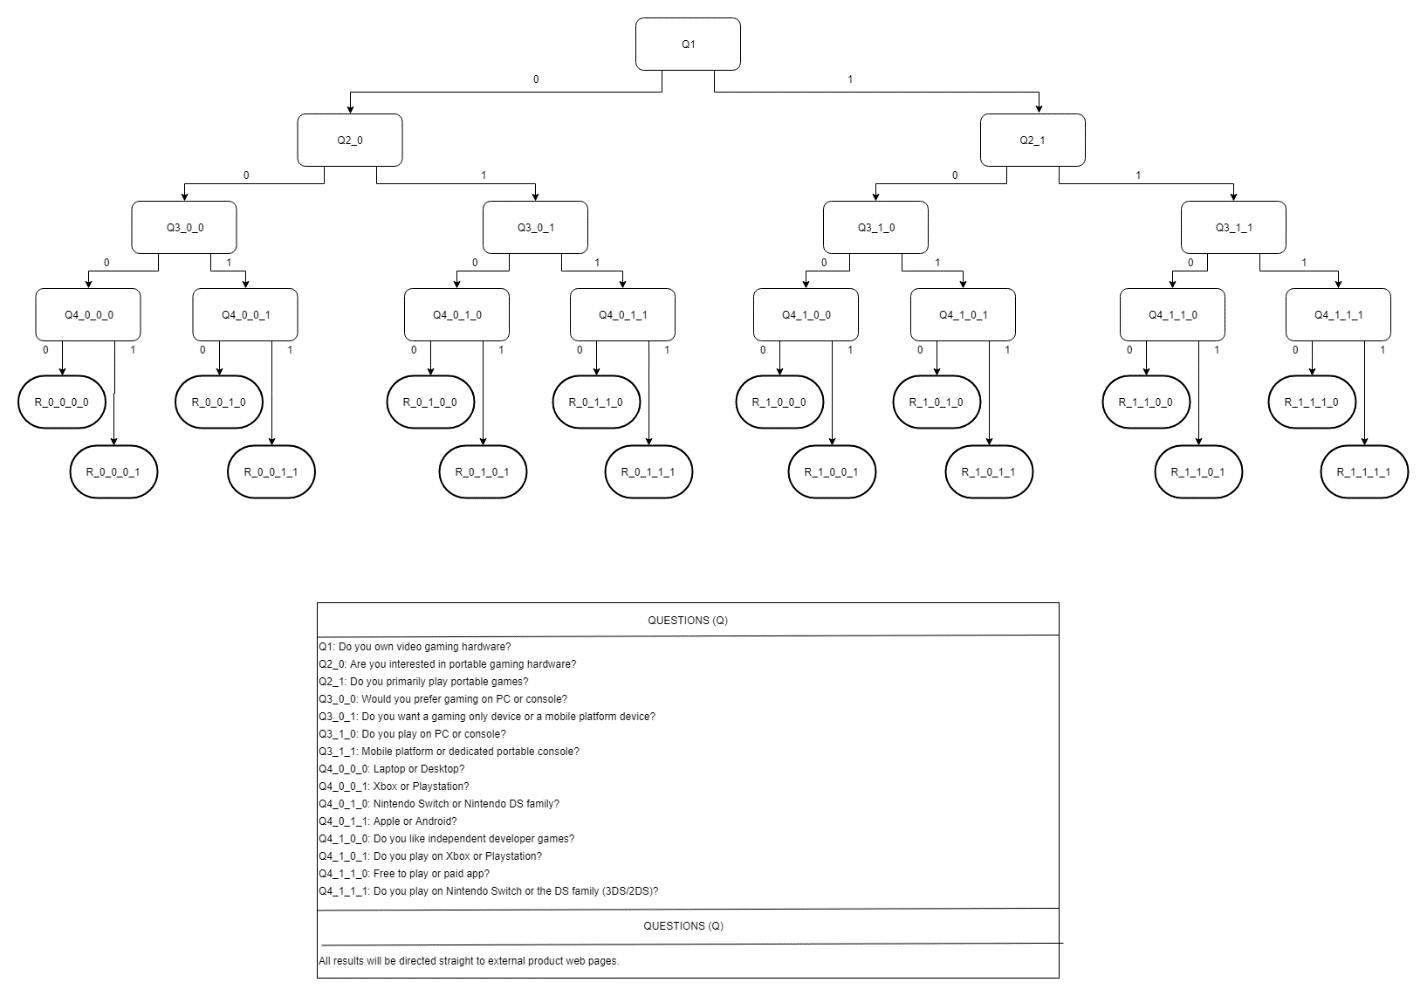 Q1
0 1
Q2_0 Q2_1
0 1 0 1
Q3_0_0 Q3_0_1 Q3_1_0 Q3_1_1
0 1 0 1 0 1 0 1
Q4_0_0_0 Q4_0_0_1 Q4_0_1_0 Q4_0_1_1 Q4_1_0_0 Q4_1_0_1 Q4_1_1_0 Q4_1_1_1
0 1 0 1 0 1 0 1 0 1 0 1 0 1 0 1
R_0_0_0_0 R_0_0_1_0 R_0_1_0_0 R_0_1_1_0 R_1_0_0_0 R_1_0_1_0 R_1_1_0_0 R_1_1_1_0
R_0_0_0_1 R_0_0_1_1 R_0_1_0_1 R_0_1_1_1 R_1_0_0_1 R_1_0_1_1 R_1_1_0_1 R_1_1_1_1
QUESTIONS (Q)
Q1: Do you own video gaming hardware?
Q2_0: Are you interested in portable gaming hardware?
Q2_1: Do you primarily play portable games?
Q3_0_0: Would you prefer gaming on PC or console?
Q3_0_1: Do you want a gaming only device or a mobile platform device?
Q3_1_0: Do you play on PC or console?
Q3_1_1: Mobile platform or dedicated portable console?
Q4_0_0_0: Laptop or Desktop?
Q4_0_0_1: Xbox or Playstation?
Q4_0_1_0: Nintendo Switch or Nintendo DS family?
Q4_0_1_1: Apple or Android?
Q4_1_0_0: Do you like independent developer games?
Q4_1_0_1: Do you play on Xbox or Playstation?
Q4_1_1_0: Free to play or paid app?
Q4_1_1_1: Do you play on Nintendo Switch or the DS family (3DS/2DS)?
QUESTIONS (Q)
All results will be directed straight to external product web pages.